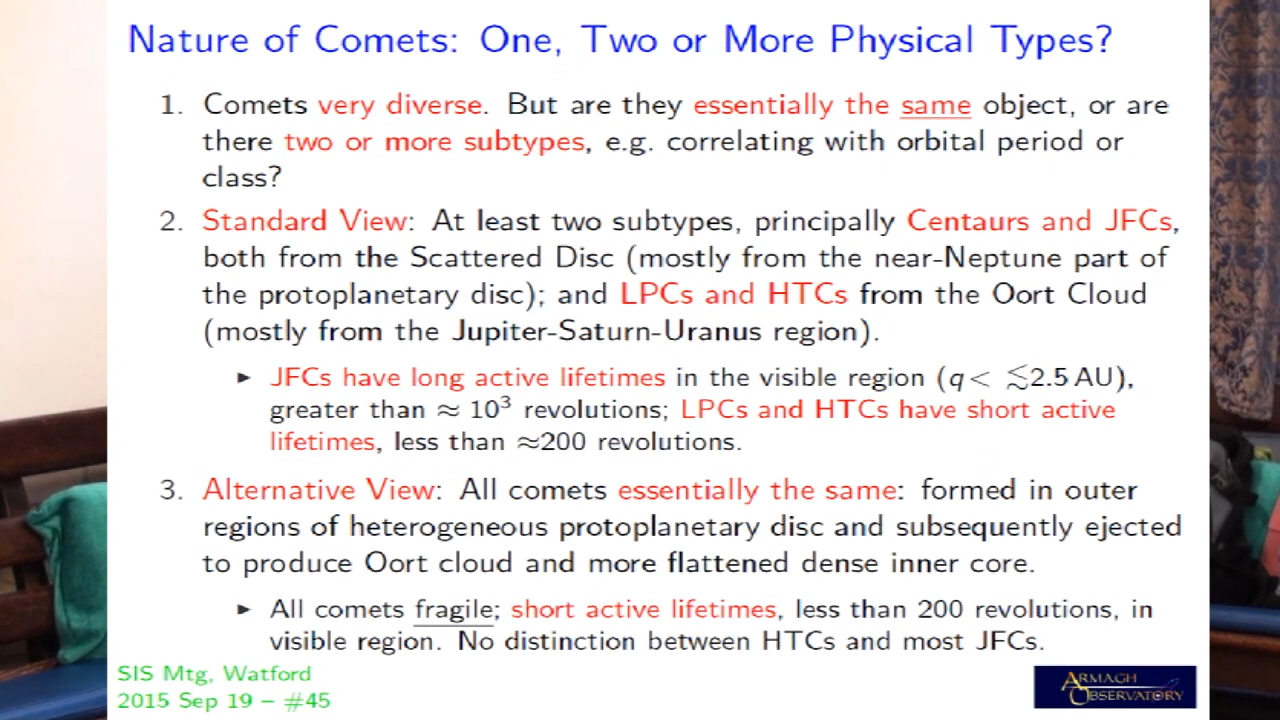 Nature of Comets: One, Two or More Physical Types?
1. Comets very diverse. But are they essentially the same object, or are
there two or more subtypes, e.g. correlating with orbital period or
class?
2. Standard View: At least two subtypes, principally Centaurs and JFCs,
both from the Scattered Disc (mostly from the near-Neptune part of
the protoplanetary disc); and LPCs and HTCs from the Oort Cloud
(mostly from the Jupiter-Saturn-Uranus region).
► JFCs have long active lifetimes in the visible region (q< ≲2.5 AU),
greater than ≈ 10³ revolutions; LPCs and HTCs have short active
lifetimes, less than ≈200 revolutions.
3. Alternative View: All comets essentially the same: formed in outer
regions of heterogeneous protoplanetary disc and subsequently ejected
to produce Oort cloud and more flattened dense inner core.
► All comets fragile; short active lifetimes, less than 200 revolutions, in
visible region. No distinction between HTCs and most JFCs.
SIS Mtg, Watford
2015 Sep 19 – #45
ARMAGH
OBSERVATORY